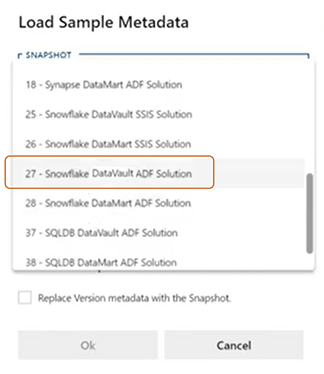 Load Sample Metadata
SNAPSHOT
18 - Synapse DataMart ADF Solution
25 - Snowflake DataVault SSIS Solution
26 - Snowflake DataMart SSIS Solution
27 - Snowflake DataVault ADF Solution
28 - Snowflake DataMart ADF Solution
37 - SQLDB DataVault ADF Solution
38 - SQLDB DataMart ADF Solution
Replace Version metadata with the Snapshot.
Ok
Cancel